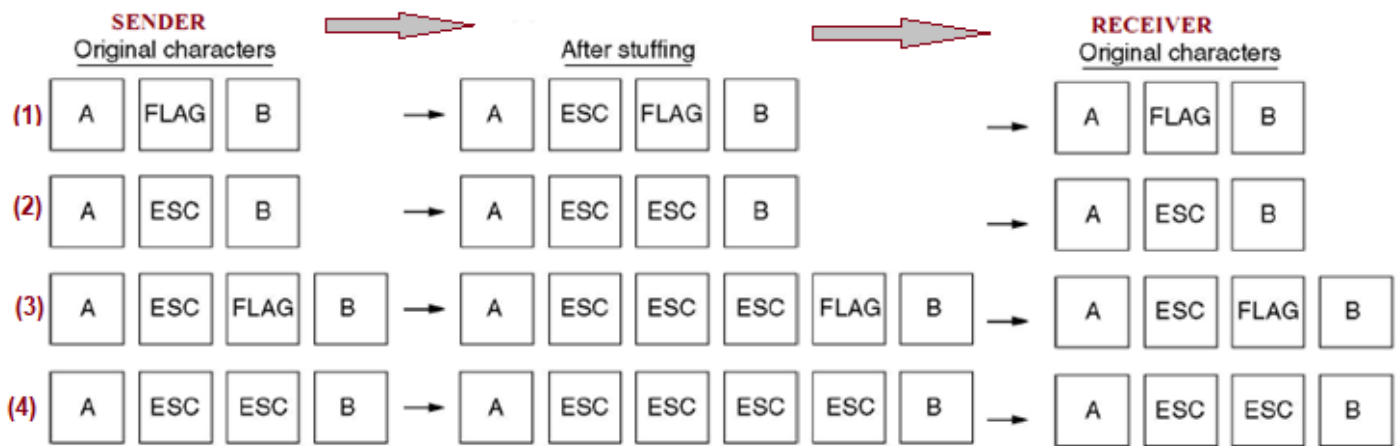 SENDER RECEIVER
Original characters After stuffing Original characters
(1) A FLAG B A ESC FLAG B A FLAG B
(2) A ESC B A ESC ESC B A ESC B
(3) A ESC FLAG B A ESC ESC ESC FLAG B A ESC FLAG B
(4) A ESC ESC B A ESC ESC ESC ESC B A ESC ESC B